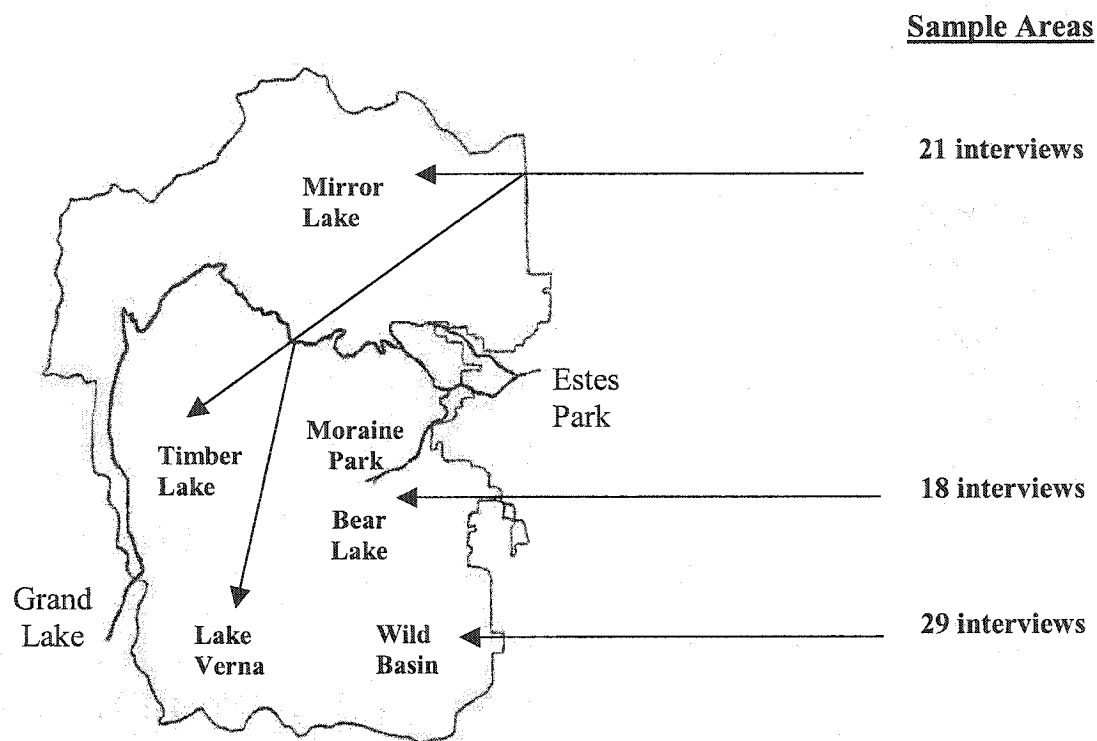 Sample Areas
21 interviews
Mirror
Lake
Estes
Park
Moraine
Park
Timber
Lake
18 interviews
Bear
Lake
Grand
Lake
29 interviews
Lake
Verna
Wild
Basin